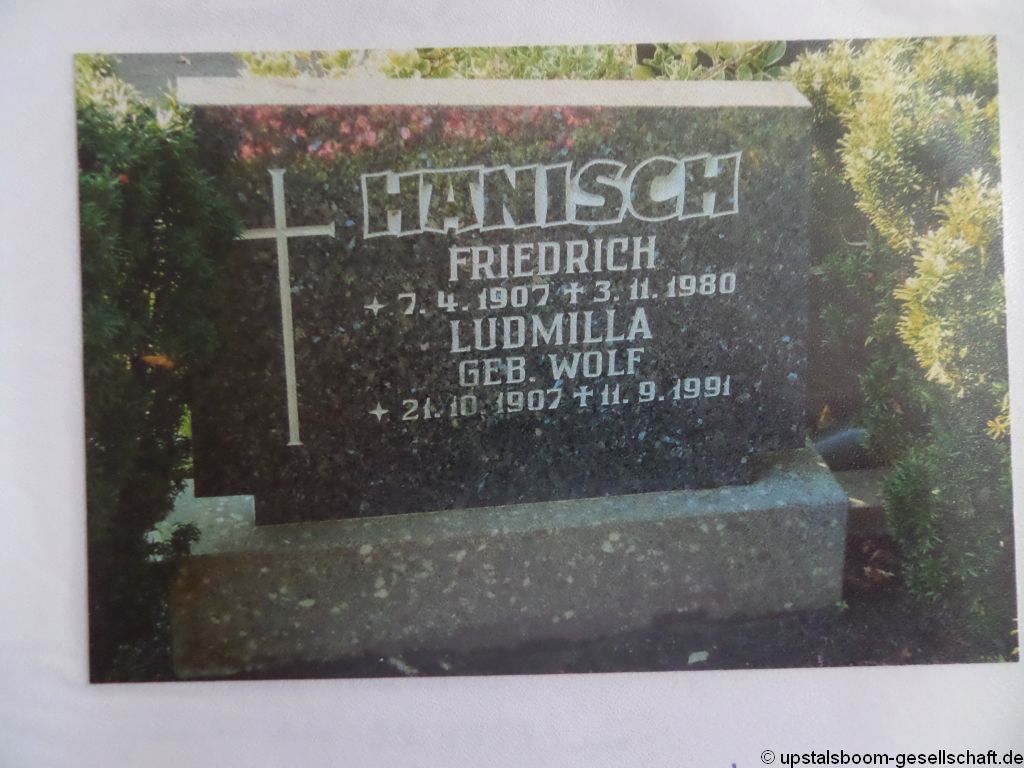 HANISCH
FRIEDRICH
✦ 7. 4. 1907 ✝ 3. 11. 1980
LUDMILLA
GEB. WOLF
✦ 21. 10. 1907 ✝ 11. 9. 1991
© upstalsboom-gesellschaft.de